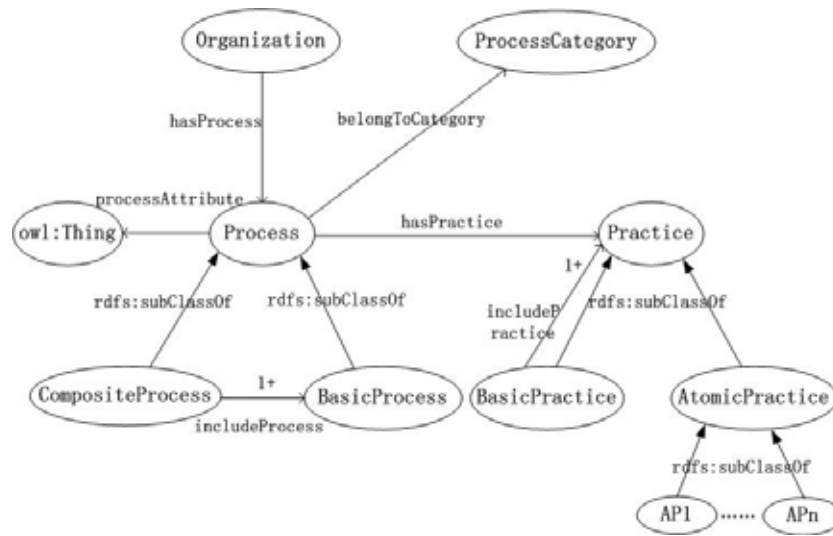 Organization
ProcessCategory
hasProcess
belongToCategory
processAttribute
owl:Thing
Process
hasPractice
Practice
1+
rdfs:subClassOf
rdfs:subClassOf
includeP
ractice
rdfs:subClassOf
rdfs:subClassOf
CompositeProcess
1+
BasicProcess
BasicPractice
AtomicPractice
includeProcess
rdfs:subClassOf
AP1
......
APn